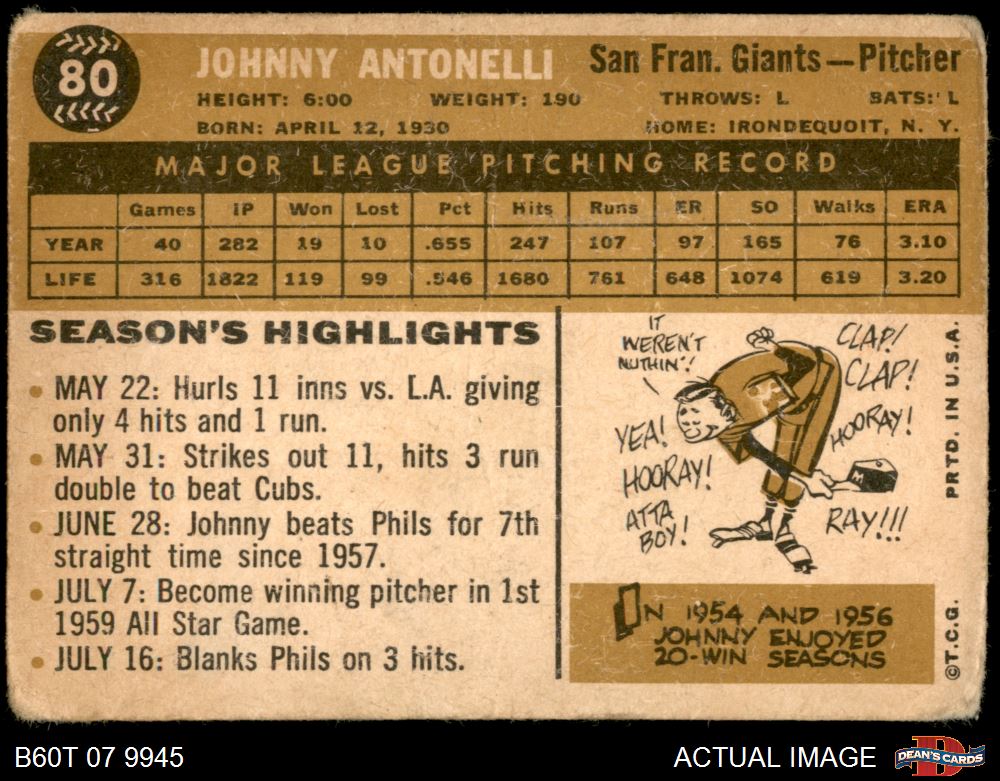 80
JOHNNY ANTONELLI San Fran. Giants—Pitcher
HEIGHT: 6:00 WEIGHT: 190 THROWS: L BATS: L
BORN: APRIL 12, 1930 HOME: IRONDEQUOIT, N. Y.
MAJOR LEAGUE PITCHING RECORD
Games IP Won Lost Pct Hits Runs ER SO Walks ERA
YEAR 40 282 19 10 .655 247 107 97 165 76 3.10
LIFE 316 1822 119 99 .546 1680 761 648 1074 619 3.20
SEASON'S HIGHLIGHTS
• MAY 22: Hurls 11 inns vs. L.A. giving
only 4 hits and 1 run.
• MAY 31: Strikes out 11, hits 3 run
double to beat Cubs.
• JUNE 28: Johnny beats Phils for 7th
straight time since 1957.
• JULY 7: Become winning pitcher in 1st
1959 All Star Game.
• JULY 16: Blanks Phils on 3 hits.
IT
WEREN'T
NUTHIN'!
CLAP!
CLAP!
YEA!
HOORAY!
HOORAY!
ATTA
BOY!
RAY!!!
M
IN 1954 AND 1956
JOHNNY ENJOYED
20-WIN SEASONS
PRTD. IN U.S.A.
©T.C.G.
B60T 07 9945
ACTUAL IMAGE
D
DEAN'S CARDS